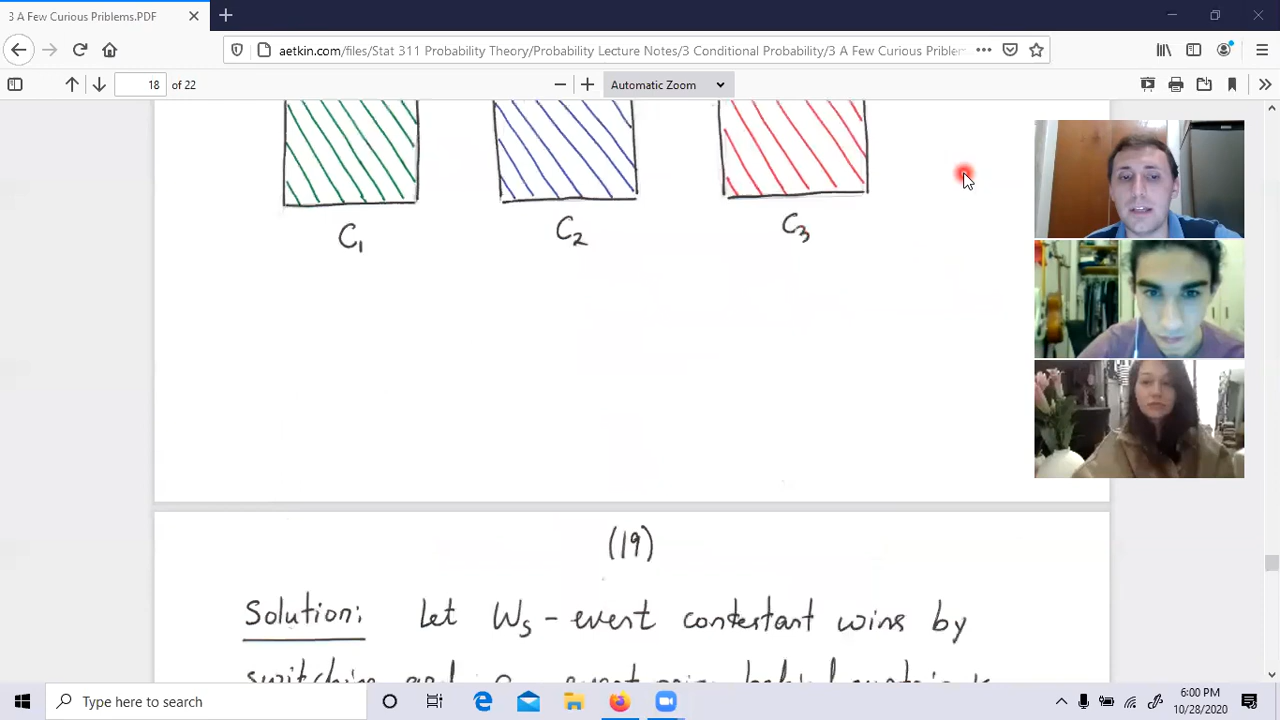 3 A Few Curious Priblems.PDF
aetkin.com/files/Stat 311 Probability Theory/Probability Lecture Notes/3 Conditional Probability/3 A Few Curious Priblem
18 of 22
Automatic Zoom
C1 C2 C3
(19)
Solution: Let Ws - event contestant wins by
switching and
Type here to search
6:00 PM
10/28/2020